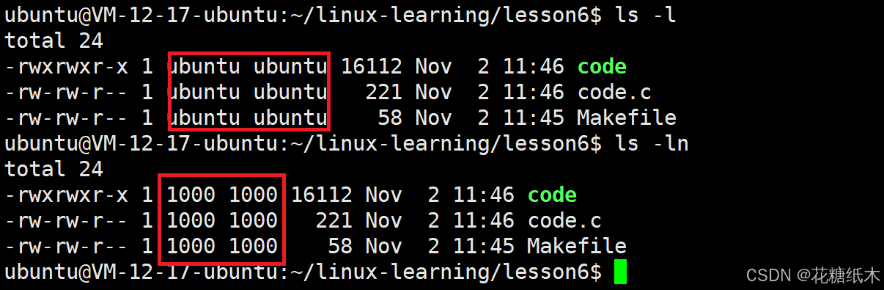 ubuntu@VM-12-17-ubuntu:~/linux-learning/lesson6$ ls -l
total 24
-rwxrwxr-x 1 ubuntu ubuntu 16112 Nov  2 11:46 code
-rw-rw-r-- 1 ubuntu ubuntu   221 Nov  2 11:46 code.c
-rw-rw-r-- 1 ubuntu ubuntu    58 Nov  2 11:45 Makefile
ubuntu@VM-12-17-ubuntu:~/linux-learning/lesson6$ ls -ln
total 24
-rwxrwxr-x 1 1000 1000 16112 Nov  2 11:46 code
-rw-rw-r-- 1 1000 1000   221 Nov  2 11:46 code.c
-rw-rw-r-- 1 1000 1000    58 Nov  2 11:45 Makefile
ubuntu@VM-12-17-ubuntu:~/linux-learning/lesson6$
CSDN @花糖纸木